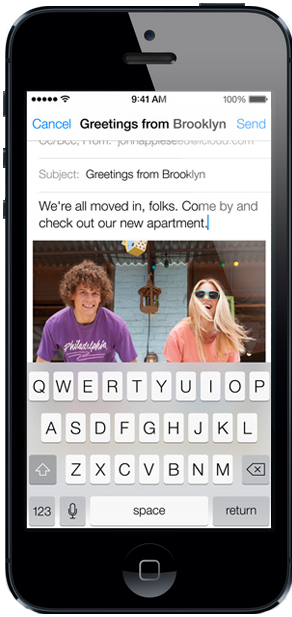 9:41 AM 100%
Cancel Greetings from Brooklyn Send
Cc/Bcc, From: johnappleseed@icloud.com
Subject: Greetings from Brooklyn
We're all moved in, folks. Come by and
check out our new apartment.
Philadelphia
Q W E R T Y U I O P
A S D F G H J K L
Z X C V B N M
123 space return